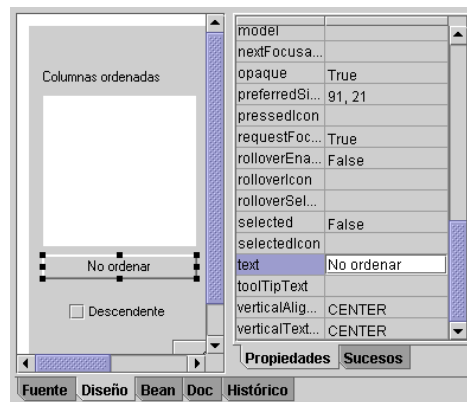 Columnas ordenadas
No ordenar
Descendente
model
nextFocusa...
opaque True
preferredSi... 91, 21
pressedIcon
requestFoc... True
rolloverEna... False
rolloverIcon
rolloverSel...
selected False
selectedIcon
text No ordenar
toolTipText
verticalAlig... CENTER
verticalText... CENTER
Propiedades Sucesos
Fuente Diseño Bean Doc Histórico